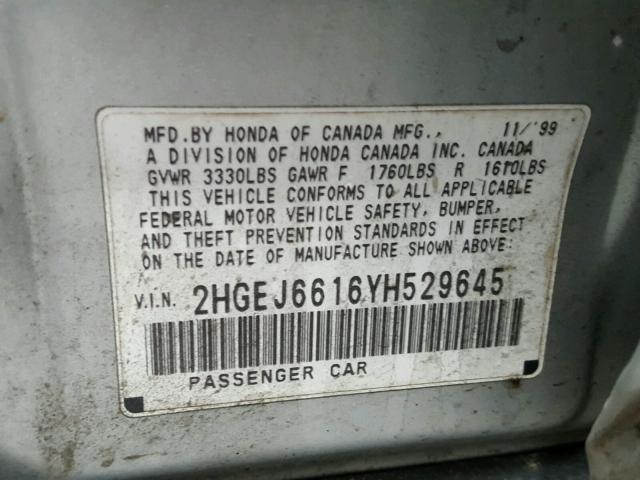 MFD.BY HONDA OF CANADA MFG., 11/'99
A DIVISION OF HONDA CANADA INC. CANADA
GVWR 3330LBS GAWR F 1760LBS R 1610LBS
THIS VEHICLE CONFORMS TO ALL APPLICABLE
FEDERAL MOTOR VEHICLE SAFETY, BUMPER,
AND THEFT PREVENTION STANDARDS IN EFFECT
ON THE DATE OF MANUFACTURE SHOWN ABOVE:
V.I.N. 2HGEJ6616YH529645
PASSENGER CAR